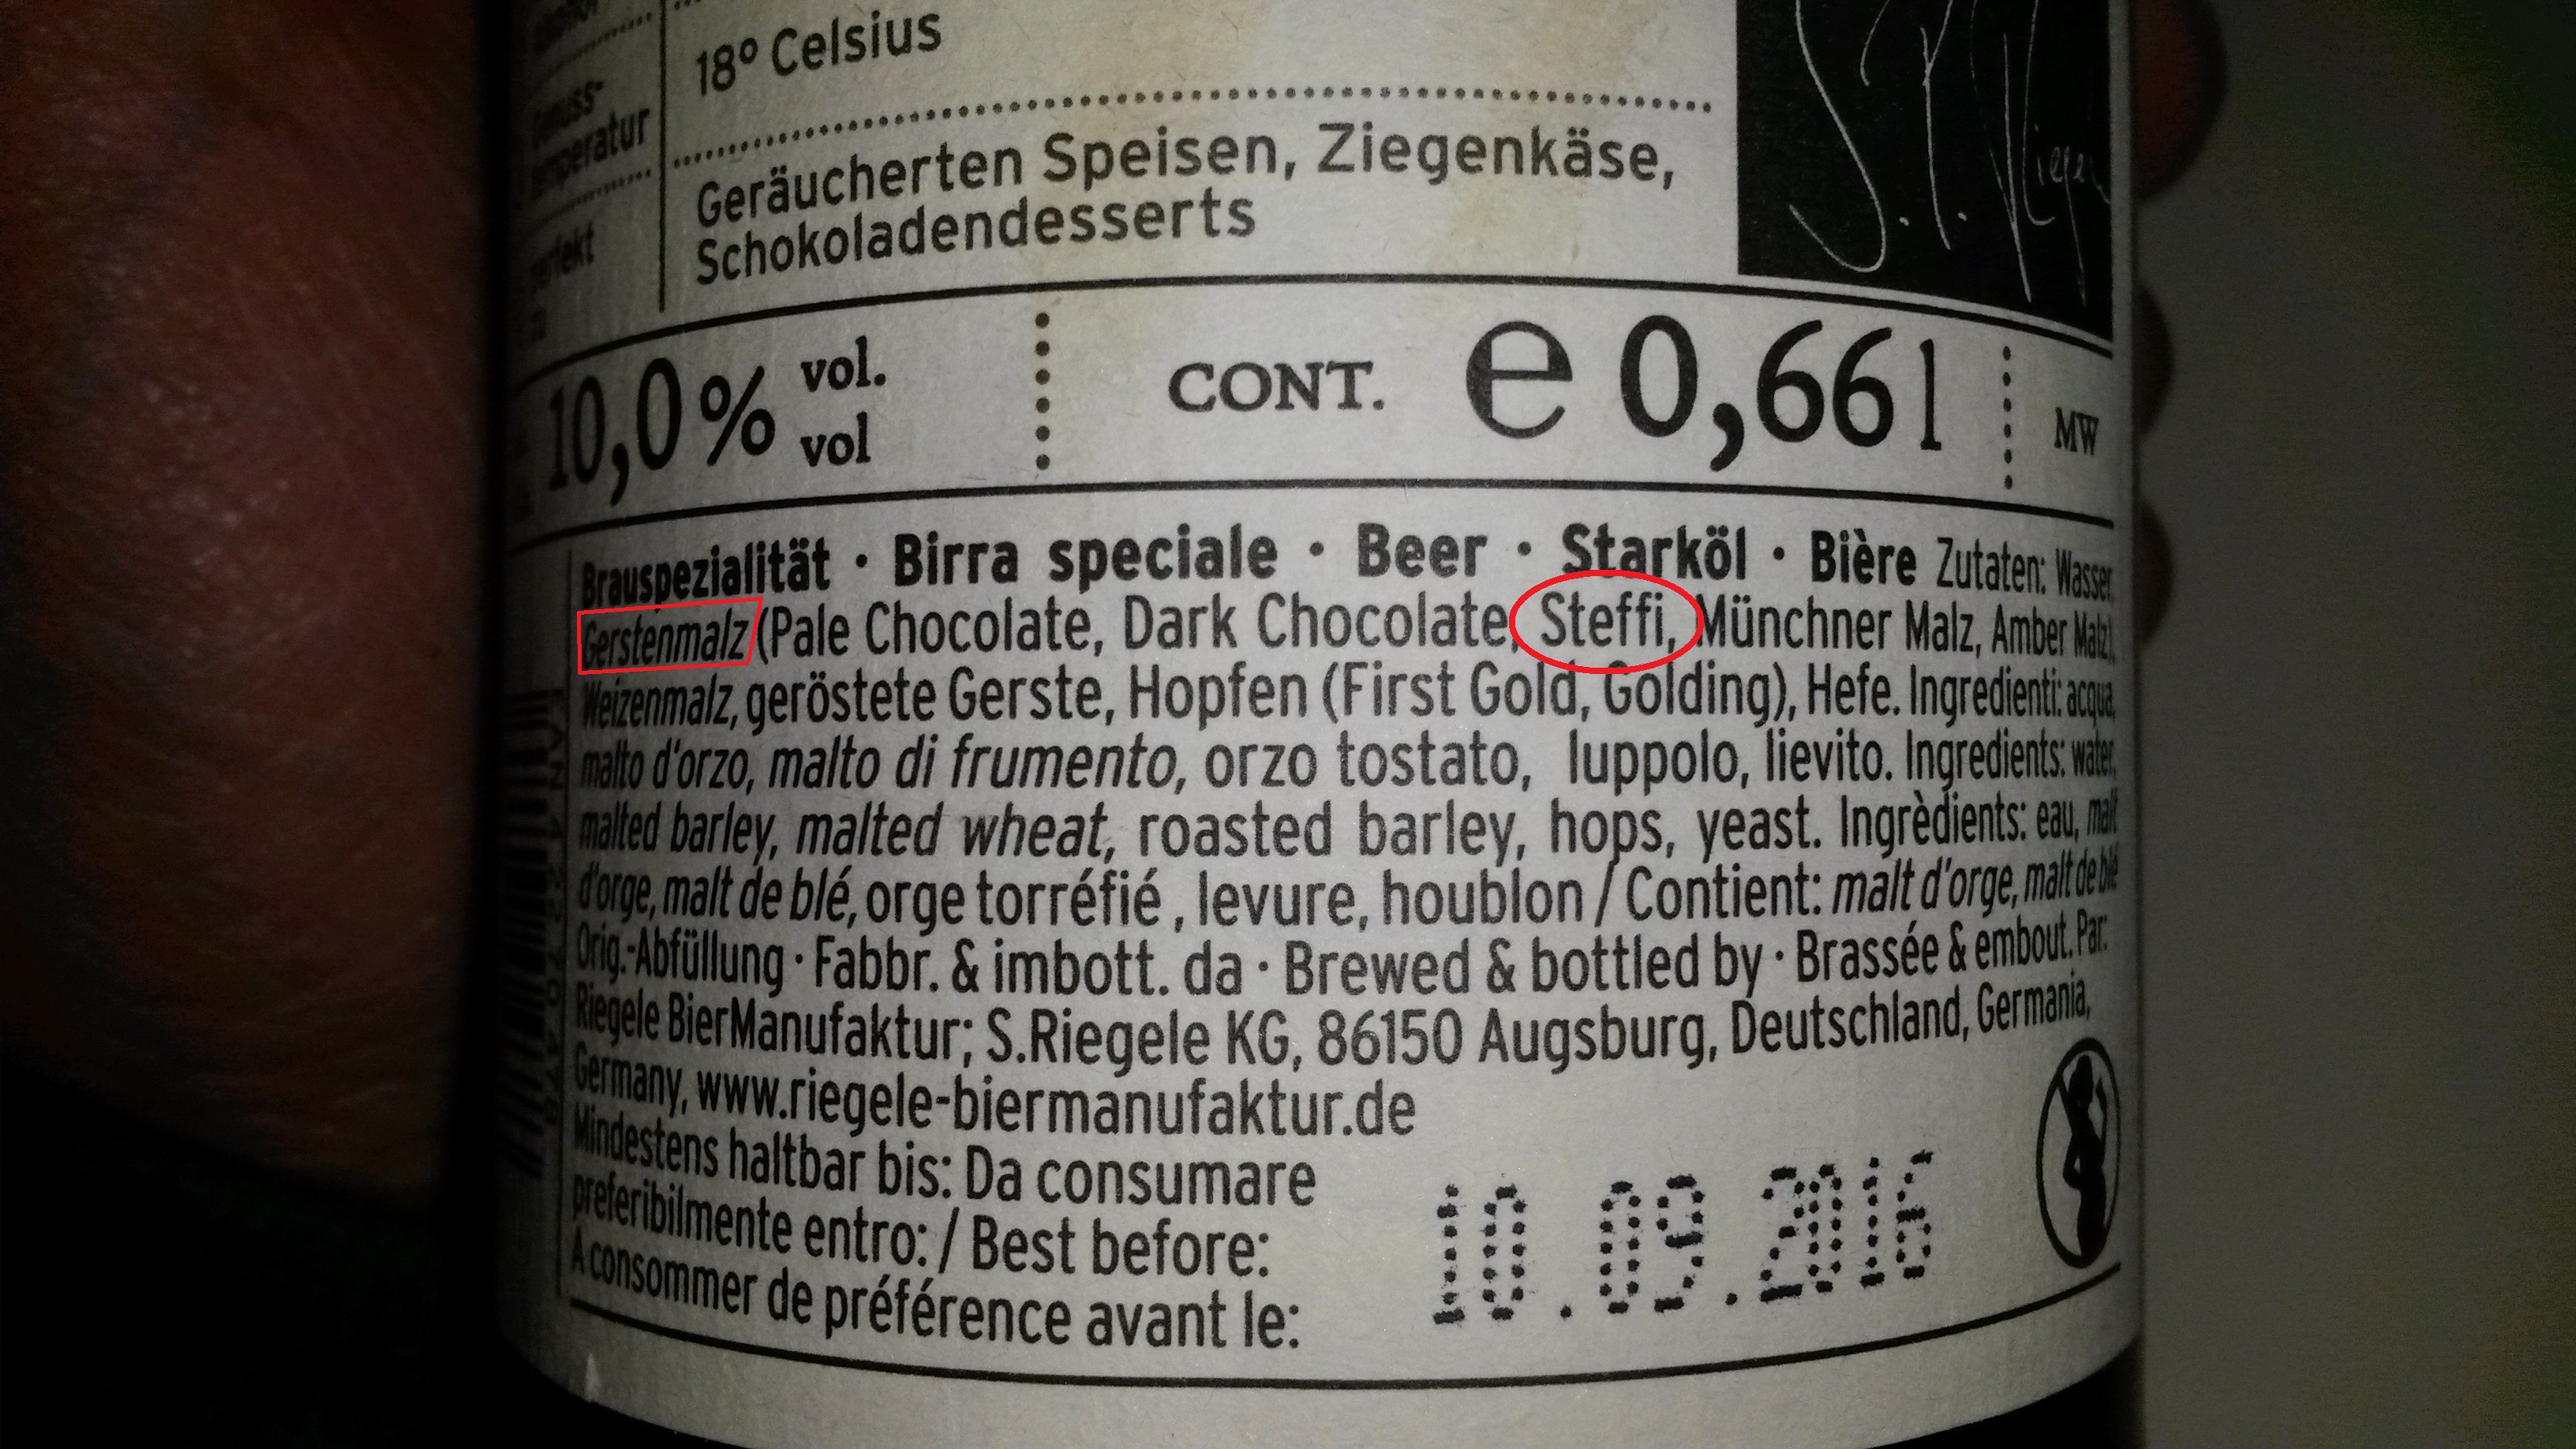 18° Celsius
Genuss-
temperatur
Geräucherten Speisen, Ziegenkäse,
Schokoladendesserts
perfekt
10,0% vol. vol CONT. e 0,66 l MW
Brauspezialität · Birra speciale · Beer · Starköl · Bière Zutaten: Wasser,
Gerstenmalz (Pale Chocolate, Dark Chocolate, Steffi, Münchner Malz, Amber Malz),
Weizenmalz, geröstete Gerste, Hopfen (First Gold, Golding), Hefe. Ingredienti: acqua,
malto d'orzo, malto di frumento, orzo tostato, luppolo, lievito. Ingredients: water,
malted barley, malted wheat, roasted barley, hops, yeast. Ingrèdients: eau, malt
d'orge, malt de blé, orge torréfié , levure, houblon / Contient: malt d'orge, malt de blé
Orig.-Abfüllung · Fabbr. & imbott. da · Brewed & bottled by · Brassée & embout. Par:
Riegele BierManufaktur; S.Riegele KG, 86150 Augsburg, Deutschland, Germania,
Germany, www.riegele-biermanufaktur.de
Mindestens haltbar bis: Da consumare
preferibilmente entro: / Best before:
A consommer de préférence avant le:
10.09.2016